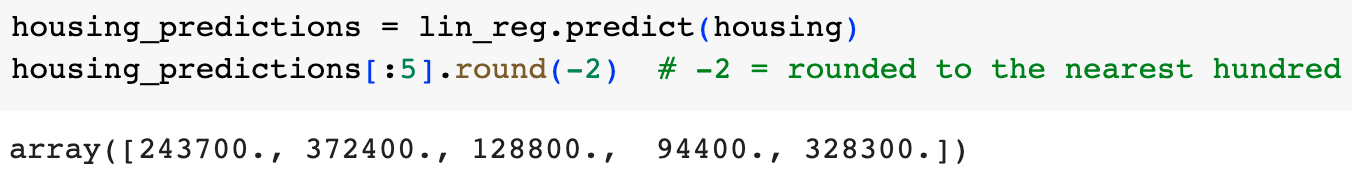 housing_predictions = lin_reg.predict(housing)
housing_predictions[:5].round(-2)  # -2 = rounded to the nearest hundred
array([243700., 372400., 128800.,  94400., 328300.])